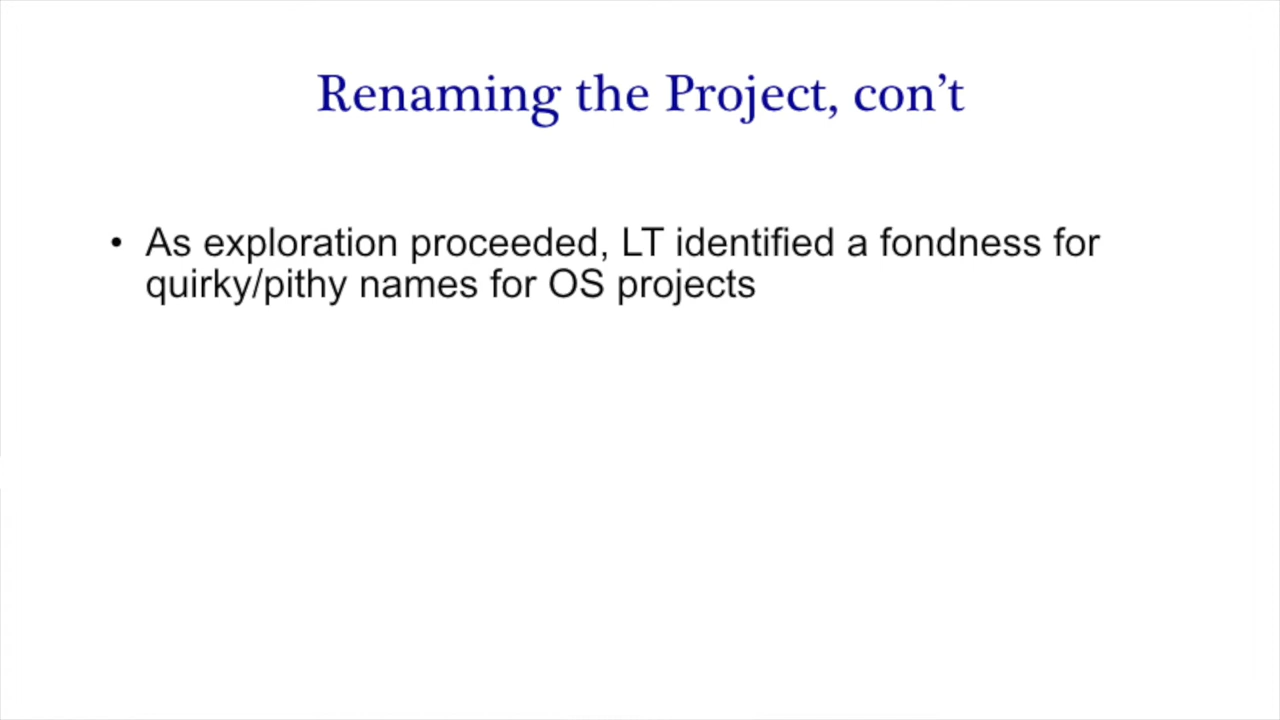 Renaming the Project, con’t
• As exploration proceeded, LT identified a fondness for
quirky/pithy names for OS projects